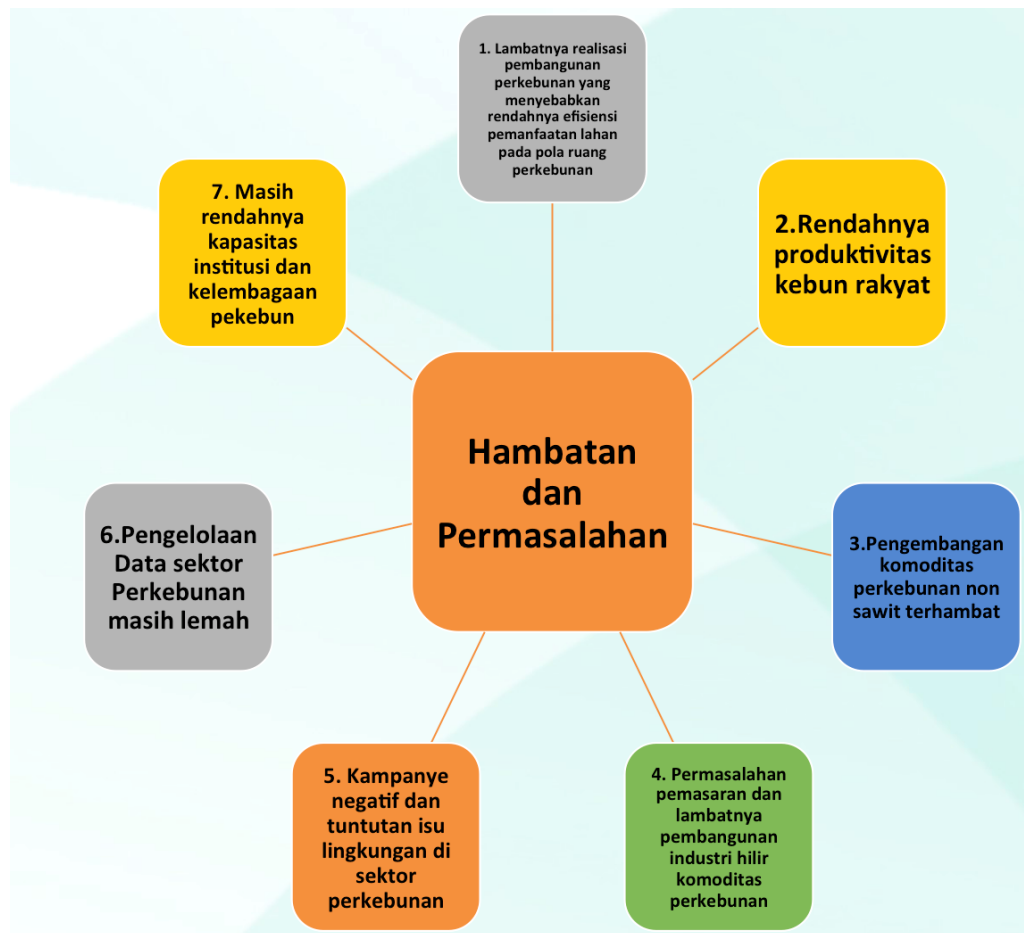 1. Lambatnya realisasi
pembangunan
perkebunan yang
menyebabkan
rendahnya efisiensi
pemanfaatan lahan
pada pola ruang
perkebunan
2.Rendahnya
produktivitas
kebun rakyat
3.Pengembangan
komoditas
perkebunan non
sawit terhambat
4. Permasalahan
pemasaran dan
lambatnya
pembangunan
industri hilir
komoditas
perkebunan
5. Kampanye
negatif dan
tuntutan isu
lingkungan di
sektor
perkebunan
6.Pengelolaan
Data sektor
Perkebunan
masih lemah
7. Masih
rendahnya
kapasitas
institusi dan
kelembagaan
pekebun
Hambatan
dan
Permasalahan